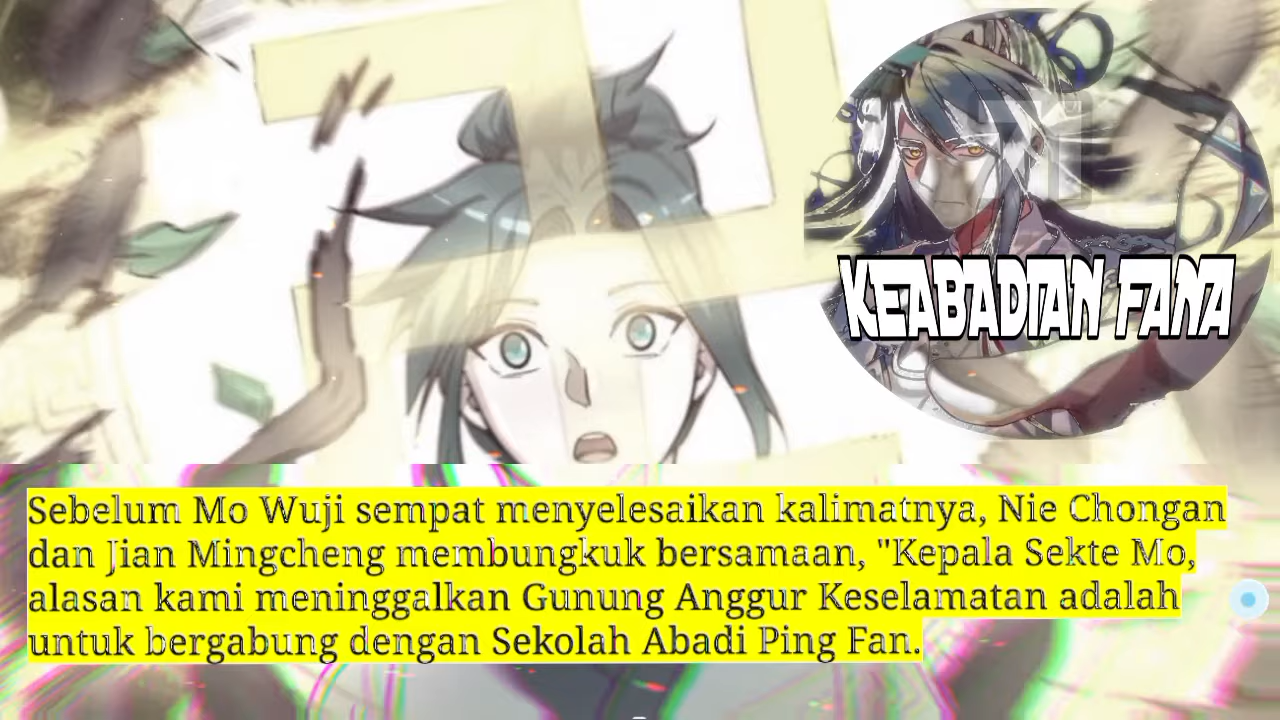 KEABADIAN FANA
Sebelum Mo Wuji sempat menyelesaikan kalimatnya, Nie Chongan
dan Jian Mingcheng membungkuk bersamaan, "Kepala Sekte Mo,
alasan kami meninggalkan Gunung Anggur Keselamatan adalah
untuk bergabung dengan Sekolah Abadi Ping Fan.